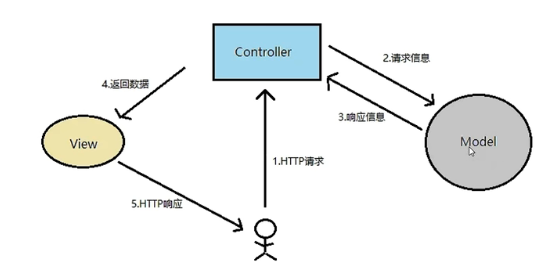 Controller
2.请求信息
4.返回数据
3.响应信息
View
Model
1.HTTP请求
5.HTTP响应